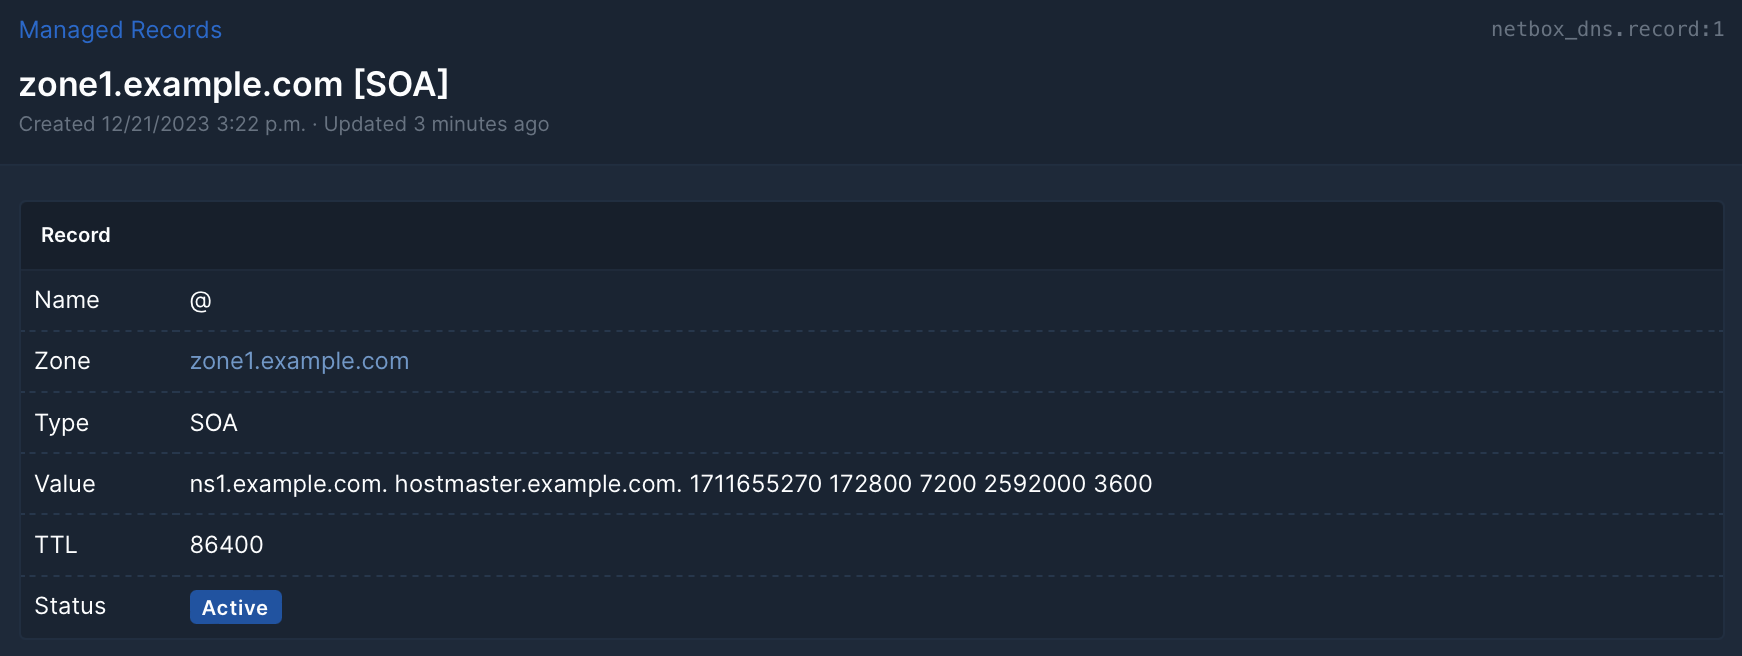 Managed Records
netbox_dns.record:1
zone1.example.com [SOA]
Created 12/21/2023 3:22 p.m. · Updated 3 minutes ago
Record
Name @
Zone zone1.example.com
Type SOA
Value ns1.example.com. hostmaster.example.com. 1711655270 172800 7200 2592000 3600
TTL 86400
Status Active